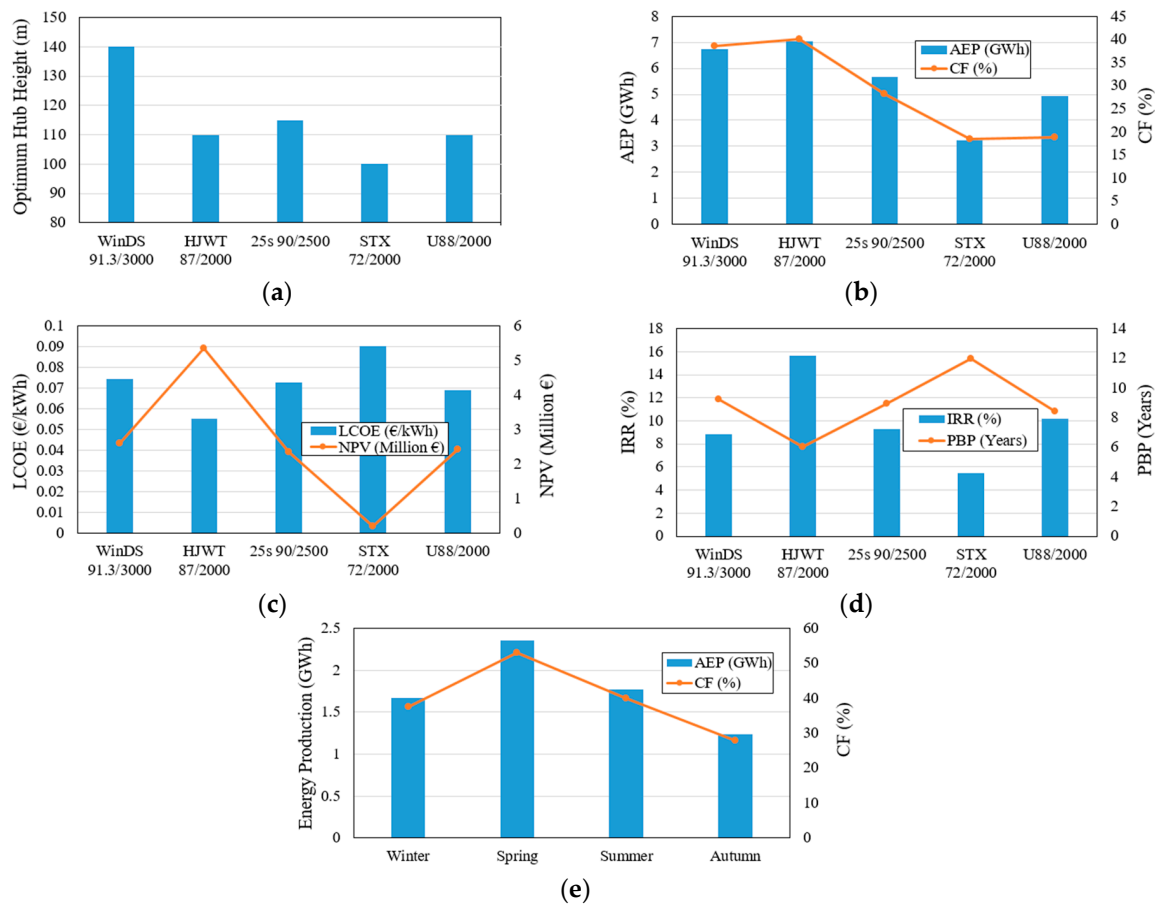 Optimum Hub Height (m)
150
140
130
120
110
100
90
80
WinDS
91.3/3000
HJWT
87/2000
25s 90/2500
STX
72/2000
U88/2000
(a)
AEP (GWh)
8
7
6
5
4
3
2
1
0
AEP (GWh)
CF (%)
45
40
35
30
25
20
15
10
5
0
CF (%)
WinDS
91.3/3000
HJWT
87/2000
25s 90/2500
STX
72/2000
U88/2000
(b)
LCOE (€/kWh)
0.1
0.09
0.08
0.07
0.06
0.05
0.04
0.03
0.02
0.01
0
LCOE (€/kWh)
NPV (Million €)
6
5
4
3
2
1
0
NPV (Million €)
WinDS
91.3/3000
HJWT
87/2000
25s 90/2500
STX
72/2000
U88/2000
(c)
IRR (%)
18
16
14
12
10
8
6
4
2
0
IRR (%)
PBP (Years)
14
12
10
8
6
4
2
0
PBP (Years)
WinDS
91.3/3000
HJWT
87/2000
25s 90/2500
STX
72/2000
U88/2000
(d)
Energy Production (GWh)
2.5
2
1.5
1
0.5
0
AEP (GWh)
CF (%)
60
50
40
30
20
10
0
CF (%)
Winter
Spring
Summer
Autumn
(e)